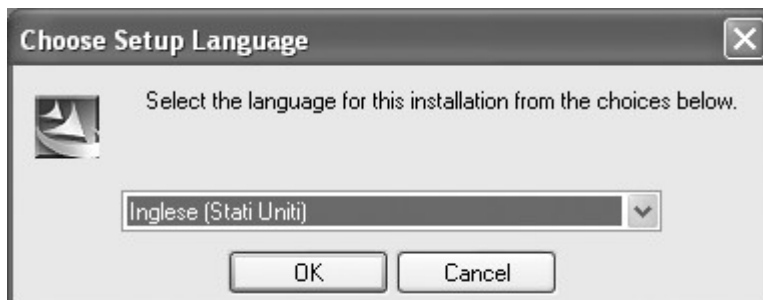 Choose Setup Language
Select the language for this installation from the choices below.
Inglese (Stati Uniti)
OK
Cancel